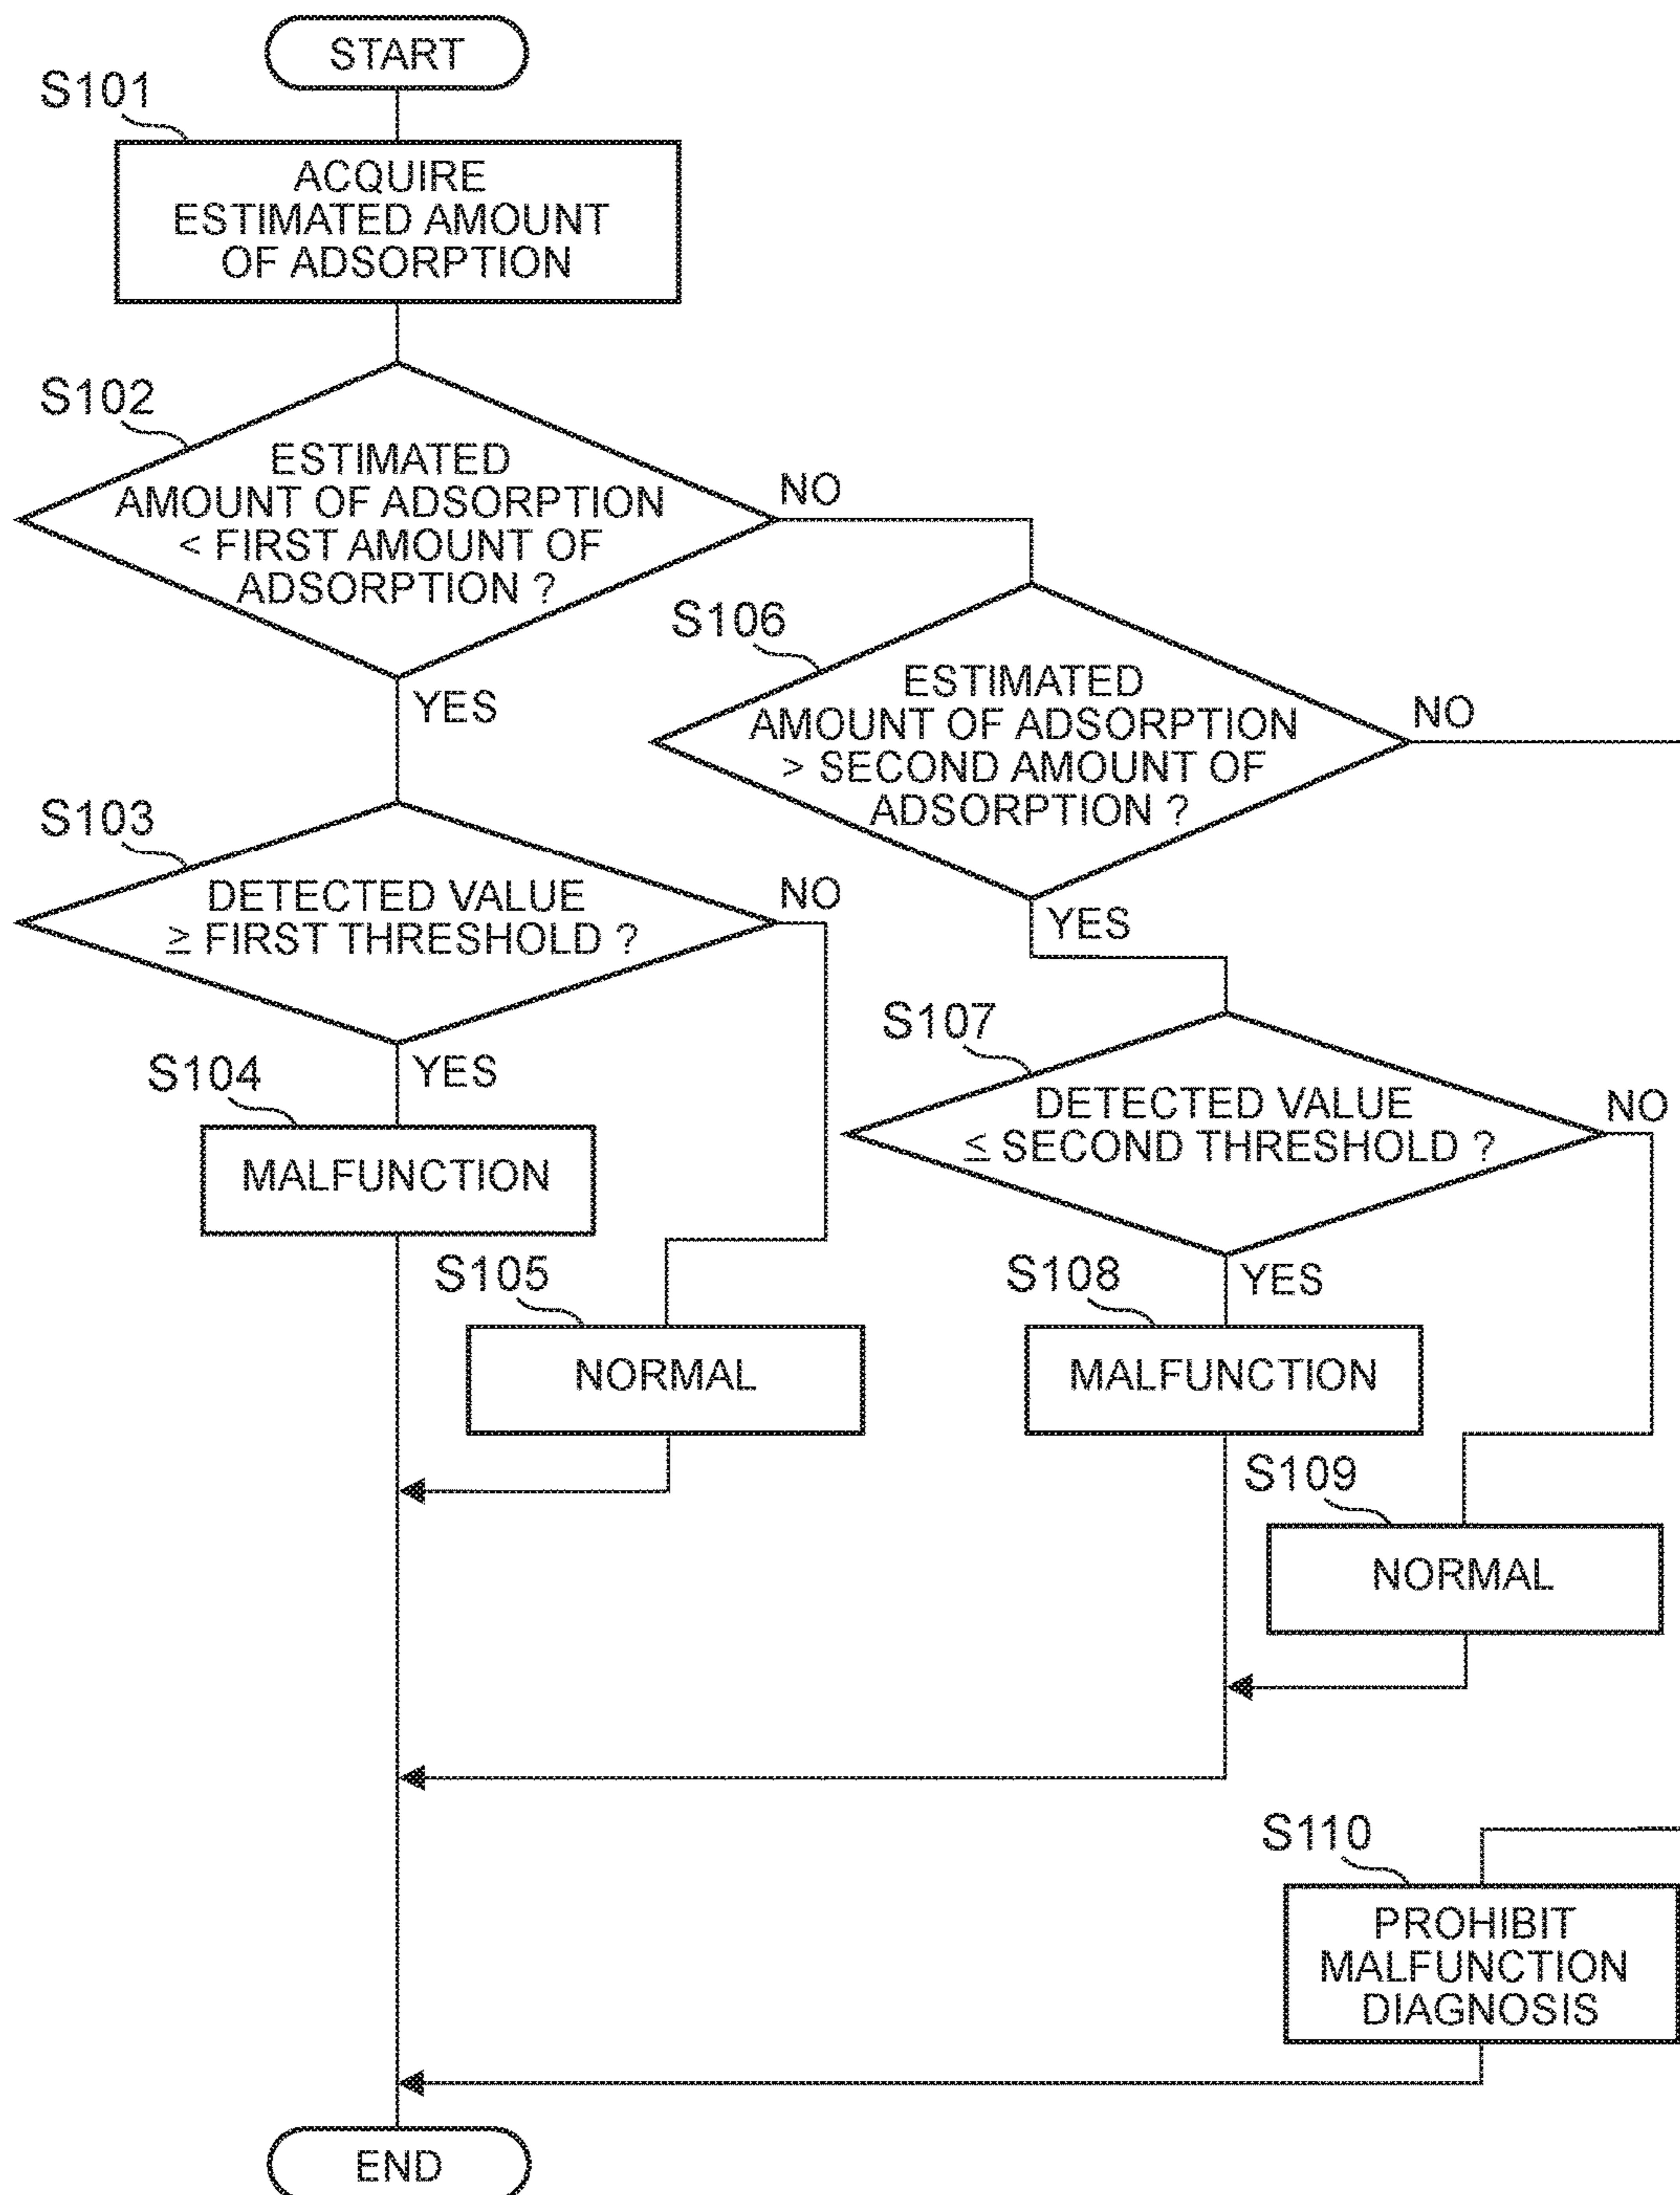 START
S101
ACQUIRE
ESTIMATED AMOUNT
OF ADSORPTION
S102
ESTIMATED
AMOUNT OF ADSORPTION
< FIRST AMOUNT OF
ADSORPTION ?
NO
YES
S106
ESTIMATED
AMOUNT OF ADSORPTION
> SECOND AMOUNT OF
ADSORPTION ?
NO
YES
S103
DETECTED VALUE
≥ FIRST THRESHOLD ?
NO
YES
S107
DETECTED VALUE
≤ SECOND THRESHOLD ?
NO
YES
S104
MALFUNCTION
S105
NORMAL
S108
MALFUNCTION
S109
NORMAL
S110
PROHIBIT
MALFUNCTION
DIAGNOSIS
END